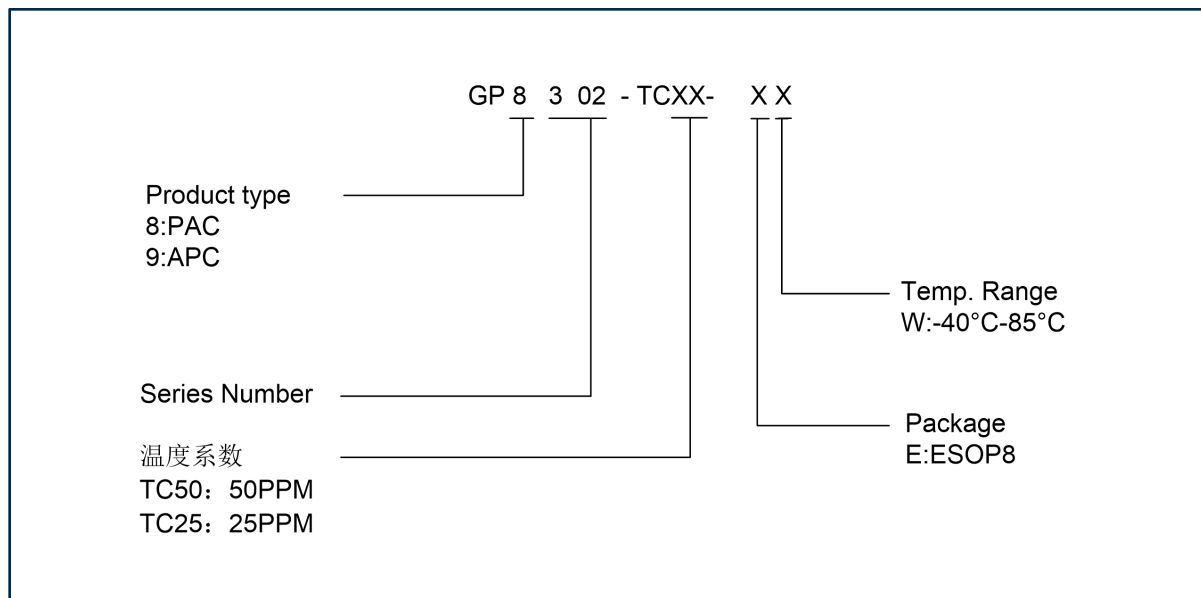 GP 8 3 02 - TCXX- X X
Product type
8:PAC
9:APC
Temp. Range
W:-40°C-85°C
Series Number
Package
E:ESOP8
温度系数
TC50：50PPM
TC25：25PPM